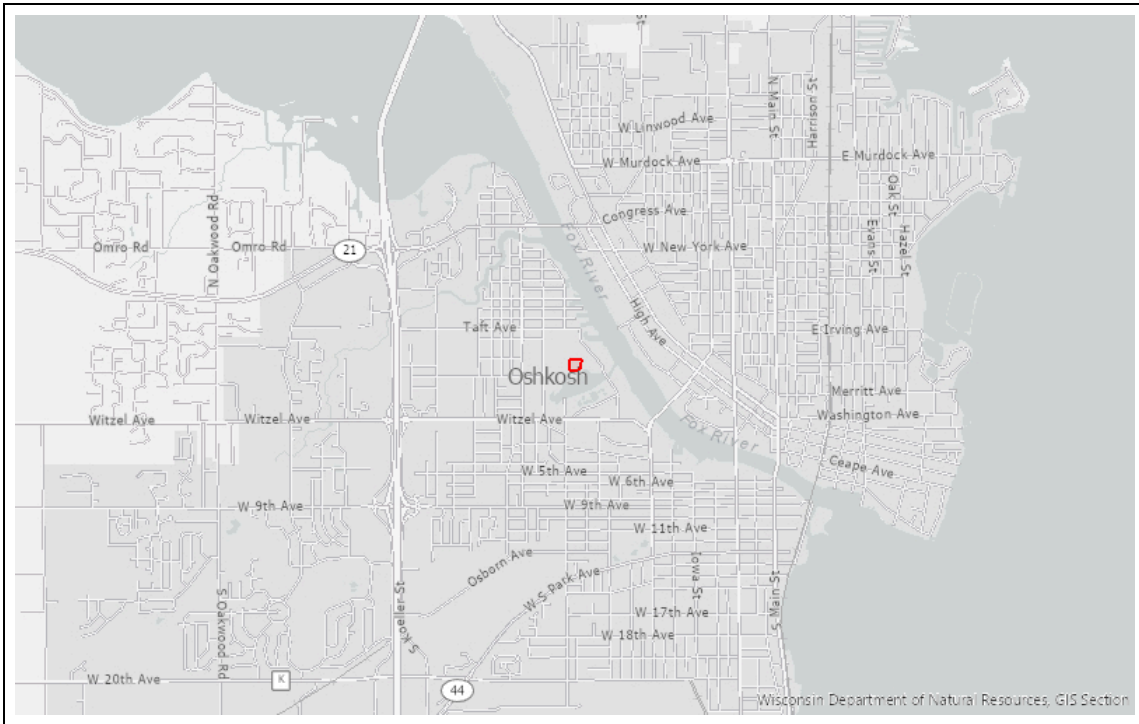 St
N Main St
Harrison St
W Linwood Ave
W Murdock Ave
E Murdock Ave
Oak St
N Oakwood Rd
Congress Ave
Evans St
Hazel St
Omro Rd
Omro Rd
21
W New York Ave
Fox River
High Ave
Taft Ave
E Irving Ave
Oshkosh
Merritt Ave
Witzel Ave
Witzel Ave
Witzel Ave
Washington Ave
Fox River
Ceape Ave
W 5th Ave
W 6th Ave
W 9th Ave
W 9th Ave
W 11th Ave
Osborn Ave
W S Park Ave
Iowa St
S Main St
S Oakwood Rd
S Koeller St
W 17th Ave
W 18th Ave
W 20th Ave
K
44
Wisconsin Department of Natural Resources, GIS Section